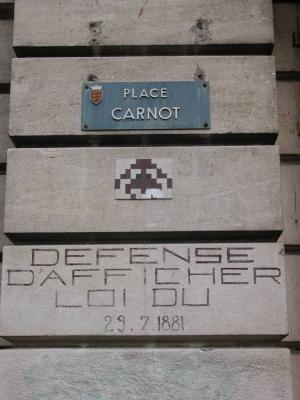 PLACE
CARNOT
DEFENSE
D'AFFICHER
LOI DU
29.7.1881